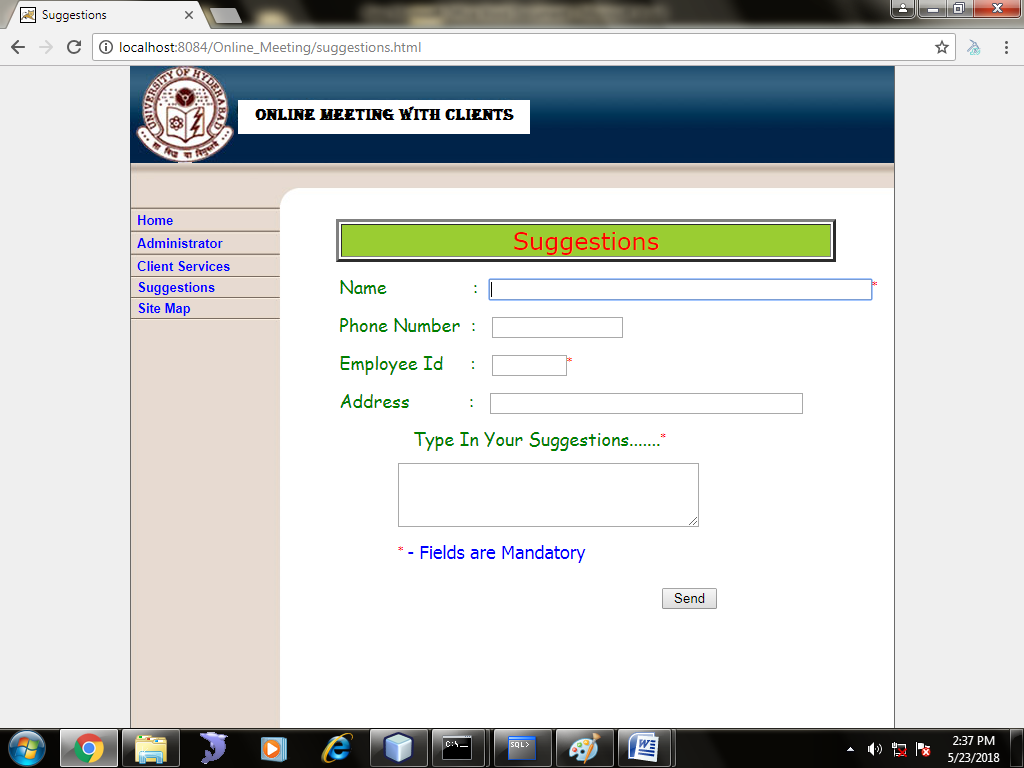 Suggestions
localhost:8084/Online_Meeting/suggestions.html
UNIVERSITY OF HYDERABAD
सा विद्या या विमुक्तये
ONLINE MEETING WITH CLIENTS
Home
Administrator
Client Services
Suggestions
Site Map
Suggestions
Name : *
Phone Number :
Employee Id : *
Address :
Type In Your Suggestions.......*
* - Fields are Mandatory
Send
C:\_
SQL>
W
2:37 PM
5/23/2018